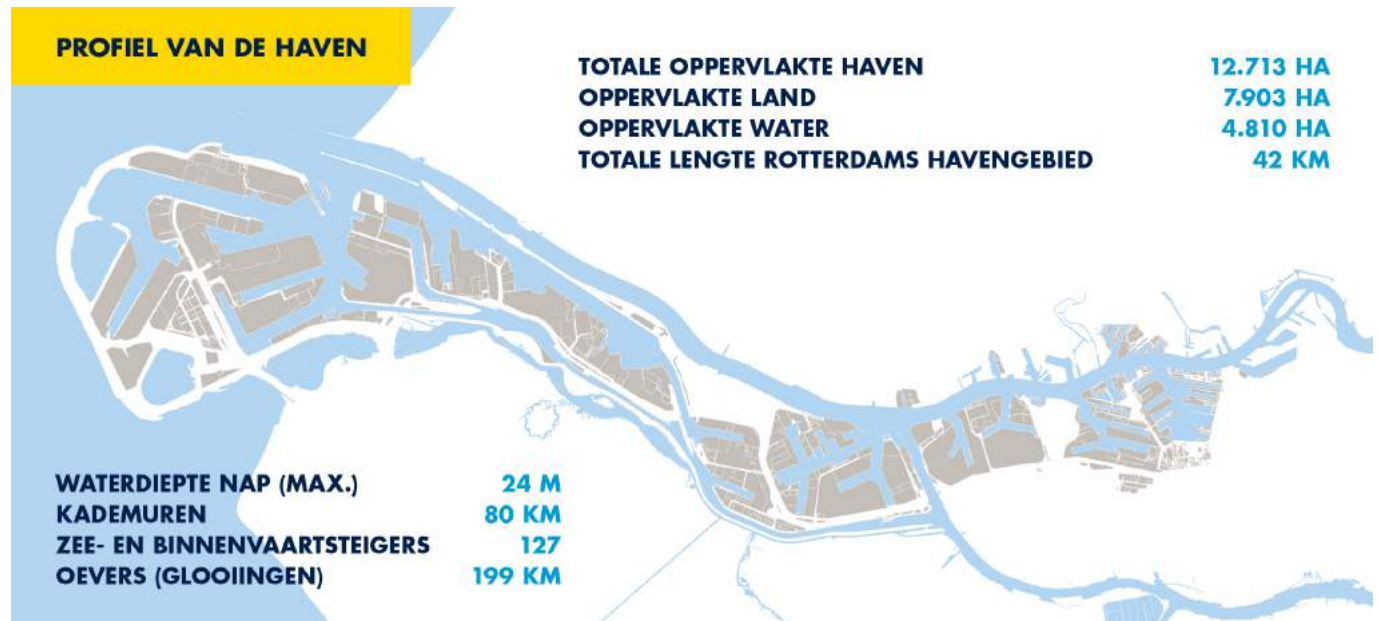 PROFIEL VAN DE HAVEN
TOTALE OPPERVLAKTE HAVEN 12.713 HA
OPPERVLAKTE LAND 7.903 HA
OPPERVLAKTE WATER 4.810 HA
TOTALE LENGTE ROTTERDAMS HAVENGEBIED 42 KM
WATERDIEPTE NAP (MAX.) 24 M
KADEMUREN 80 KM
ZEE- EN BINNENVAARTSTEIGERS 127
OEVERS (GLOOIINGEN) 199 KM